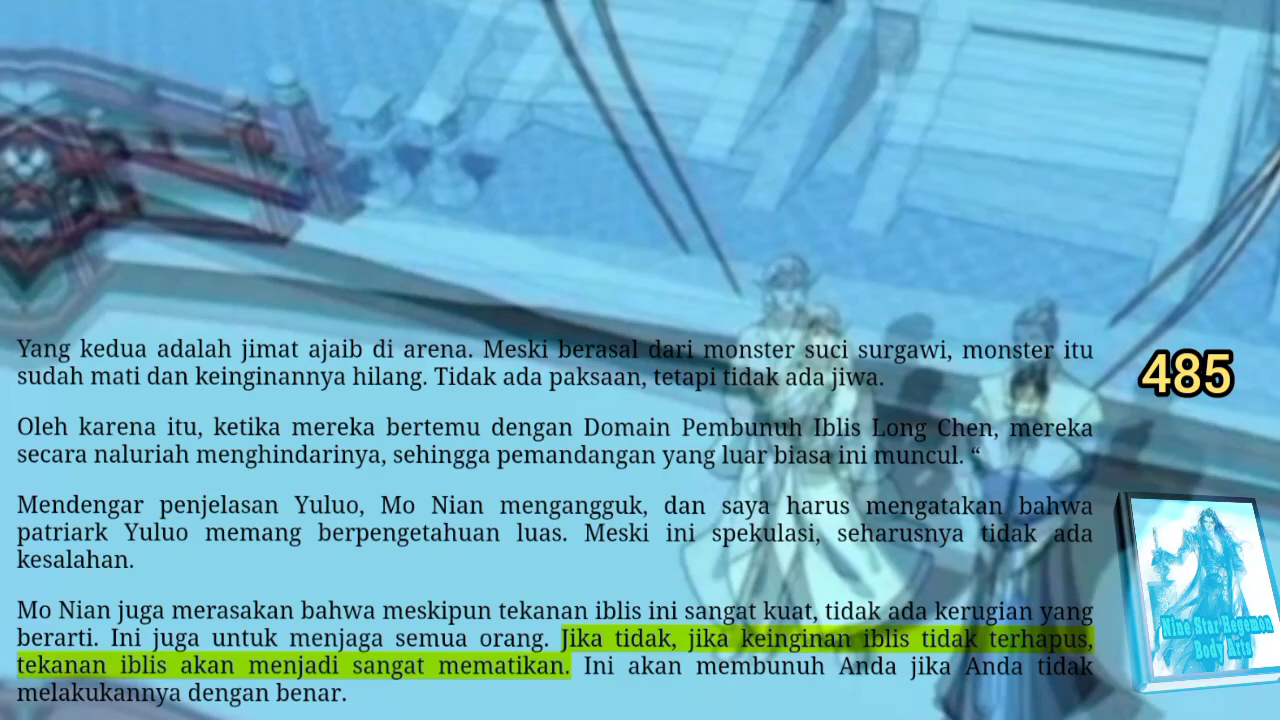 Yang kedua adalah jimat ajaib di arena. Meski berasal dari monster suci surgawi, monster itu
sudah mati dan keinginannya hilang. Tidak ada paksaan, tetapi tidak ada jiwa.
485
Oleh karena itu, ketika mereka bertemu dengan Domain Pembunuh Iblis Long Chen, mereka
secara naluriah menghindarinya, sehingga pemandangan yang luar biasa ini muncul. “
Mendengar penjelasan Yuluo, Mo Nian mengangguk, dan saya harus mengatakan bahwa
patriark Yuluo memang berpengetahuan luas. Meski ini spekulasi, seharusnya tidak ada
kesalahan.
Mo Nian juga merasakan bahwa meskipun tekanan iblis ini sangat kuat, tidak ada kerugian yang
berarti. Ini juga untuk menjaga semua orang. Jika tidak, jika keinginan iblis tidak terhapus,
tekanan iblis akan menjadi sangat mematikan. Ini akan membunuh Anda jika Anda tidak
melakukannya dengan benar.
Nine Star Hegemon
Body Arts